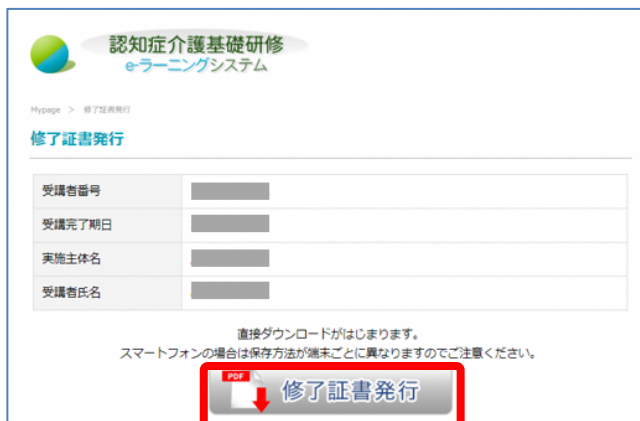 認知症介護基礎研修
e-ラーニングシステム
Mypage > 修了証発行
修了証書発行
受講者番号
受講完了期日
実施主体名
受講者氏名
直接ダウンロードがはじまります。
スマートフォンの場合は保存方法が端末ごとに異なりますのでご注意ください。
PDF
修了証書発行